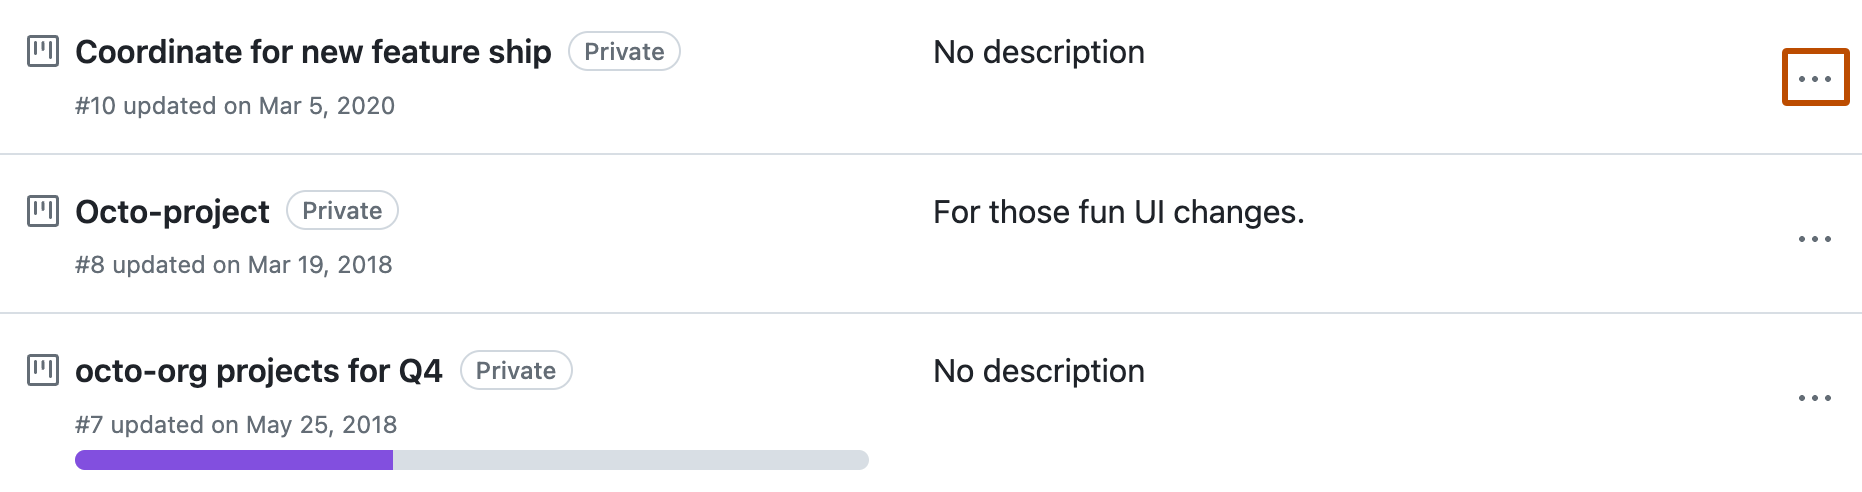 Coordinate for new feature ship Private No description
#10 updated on Mar 5, 2020
Octo-project Private For those fun UI changes.
#8 updated on Mar 19, 2018
octo-org projects for Q4 Private No description
#7 updated on May 25, 2018